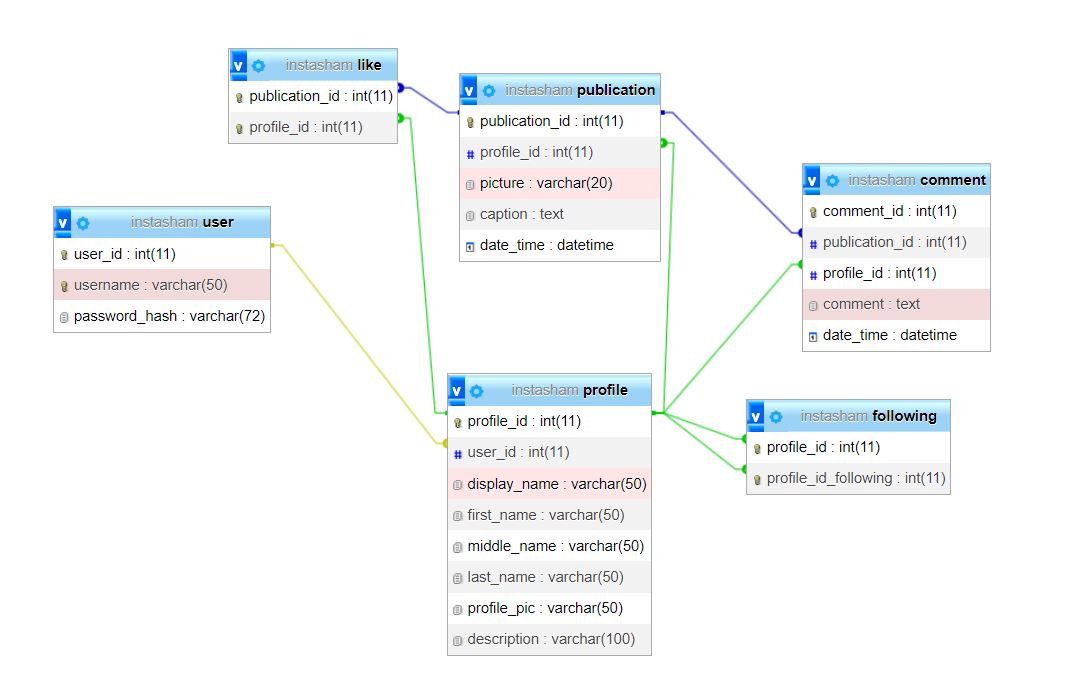 v instasham like
publication_id : int(11)
profile_id : int(11)
v instasham publication
publication_id : int(11)
# profile_id : int(11)
picture : varchar(20)
caption : text
date_time : datetime
v instasham comment
comment_id : int(11)
# publication_id : int(11)
# profile_id : int(11)
comment : text
date_time : datetime
v instasham user
user_id : int(11)
username : varchar(50)
password_hash : varchar(72)
v instasham profile
profile_id : int(11)
# user_id : int(11)
display_name : varchar(50)
first_name : varchar(50)
middle_name : varchar(50)
last_name : varchar(50)
profile_pic : varchar(50)
description : varchar(100)
v instasham following
profile_id : int(11)
profile_id_following : int(11)